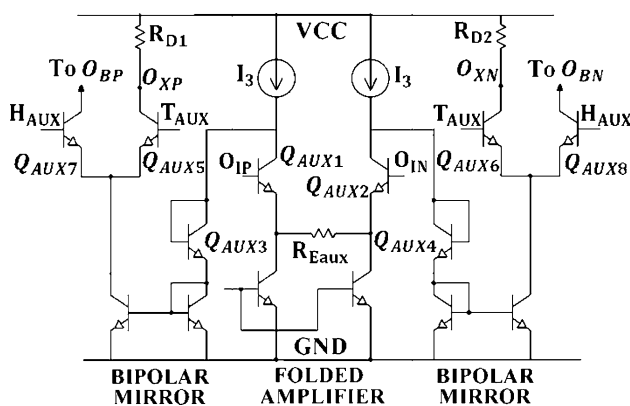 R_D1
VCC
R_D2
To O_BP
O_XP
I_3
I_3
O_XN
To O_BN
H_AUX
T_AUX
T_AUX
H_AUX
Q_AUX7
Q_AUX5
O_IP
Q_AUX1
O_IN
Q_AUX6
Q_AUX8
Q_AUX2
Q_AUX3
R_Eaux
Q_AUX4
GND
BIPOLAR
MIRROR
FOLDED
AMPLIFIER
BIPOLAR
MIRROR